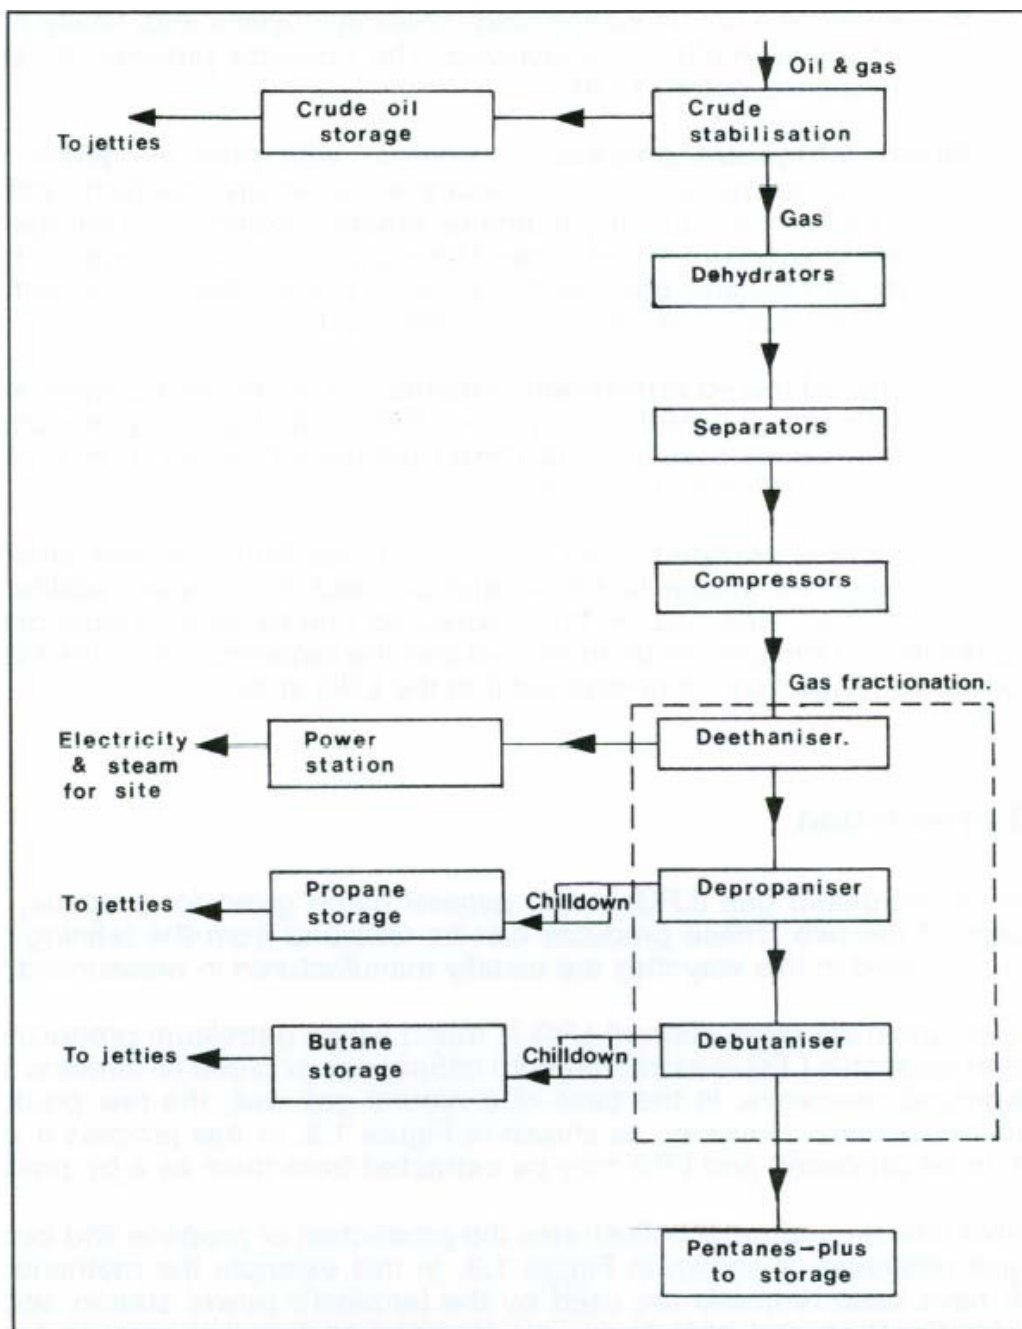 Oil & gas
Crude oil
storage
Crude
stabilisation
To jetties
Gas
Dehydrators
Separators
Compressors
Gas fractionation.
Electricity
& steam
for site
Power
station
Deethaniser.
To jetties
Propane
storage
Chilldown
Depropaniser
To jetties
Butane
storage
Chilldown
Debutaniser
Pentanes-plus
to storage